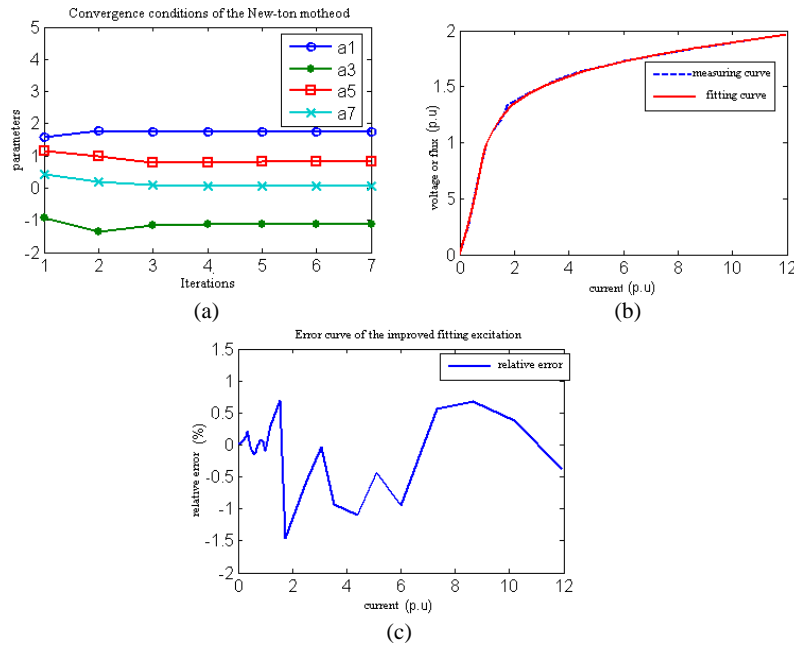 Convergence conditions of the New-ton motheod
5
4
3
2
1
0
-1
-2
parameters
a1
a3
a5
a7
1 2 3 4 5 6 7
Iterations
(a)
2
1.5
1
5
0
voltage or flux (p.u)
measuring curve
fitting curve
0 2 4 6 8 10 12
current (p.u)
(b)
Error curve of the improved fitting excitation
1.5
1
0.5
0
-0.5
-1
-1.5
-2
relative error (%)
relative error
0 2 4 6 8 10 12
current (p.u)
(c)